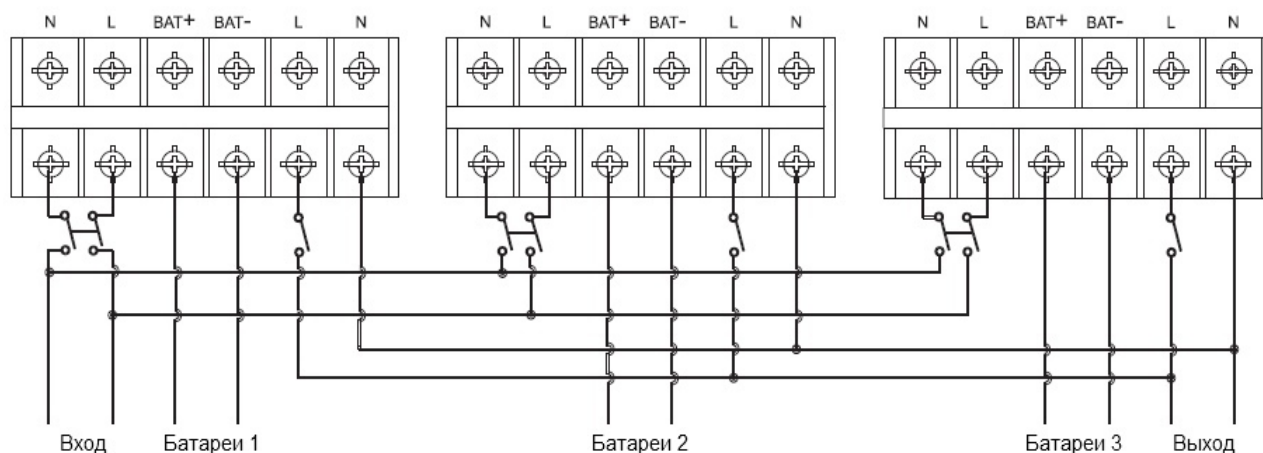 N L BAT+ BAT- L N N L BAT+ BAT- L N N L BAT+ BAT- L N
Вход Батареи 1 Батареи 2 Батареи 3 Выход